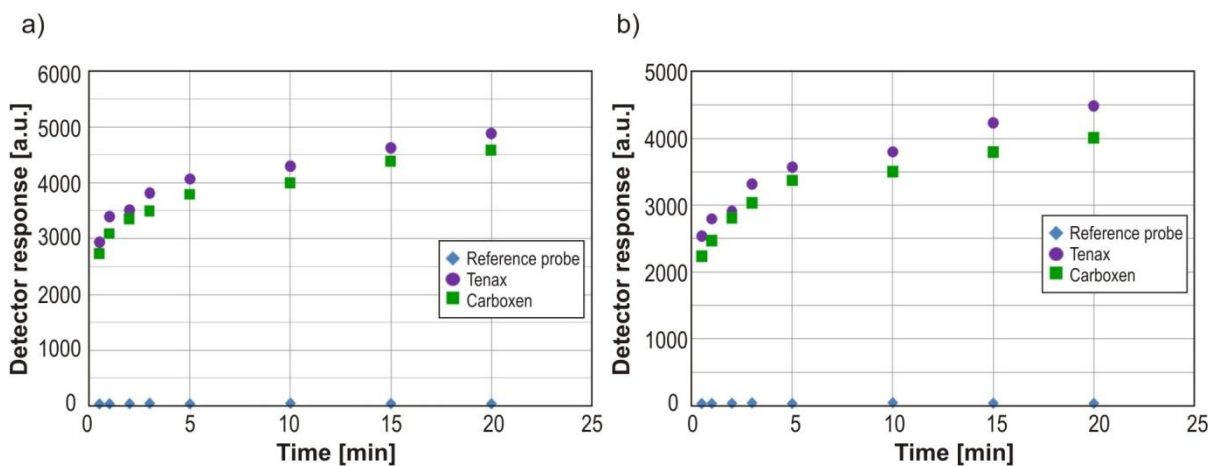 a)
Detector response [a.u.]
6000
5000
4000
3000
2000
1000
0
0 5 10 15 20 25
Time [min]
Reference probe
Tenax
Carboxen
b)
Detector response [a.u.]
5000
4000
3000
2000
1000
0
0 5 10 15 20 25
Time [min]
Reference probe
Tenax
Carboxen